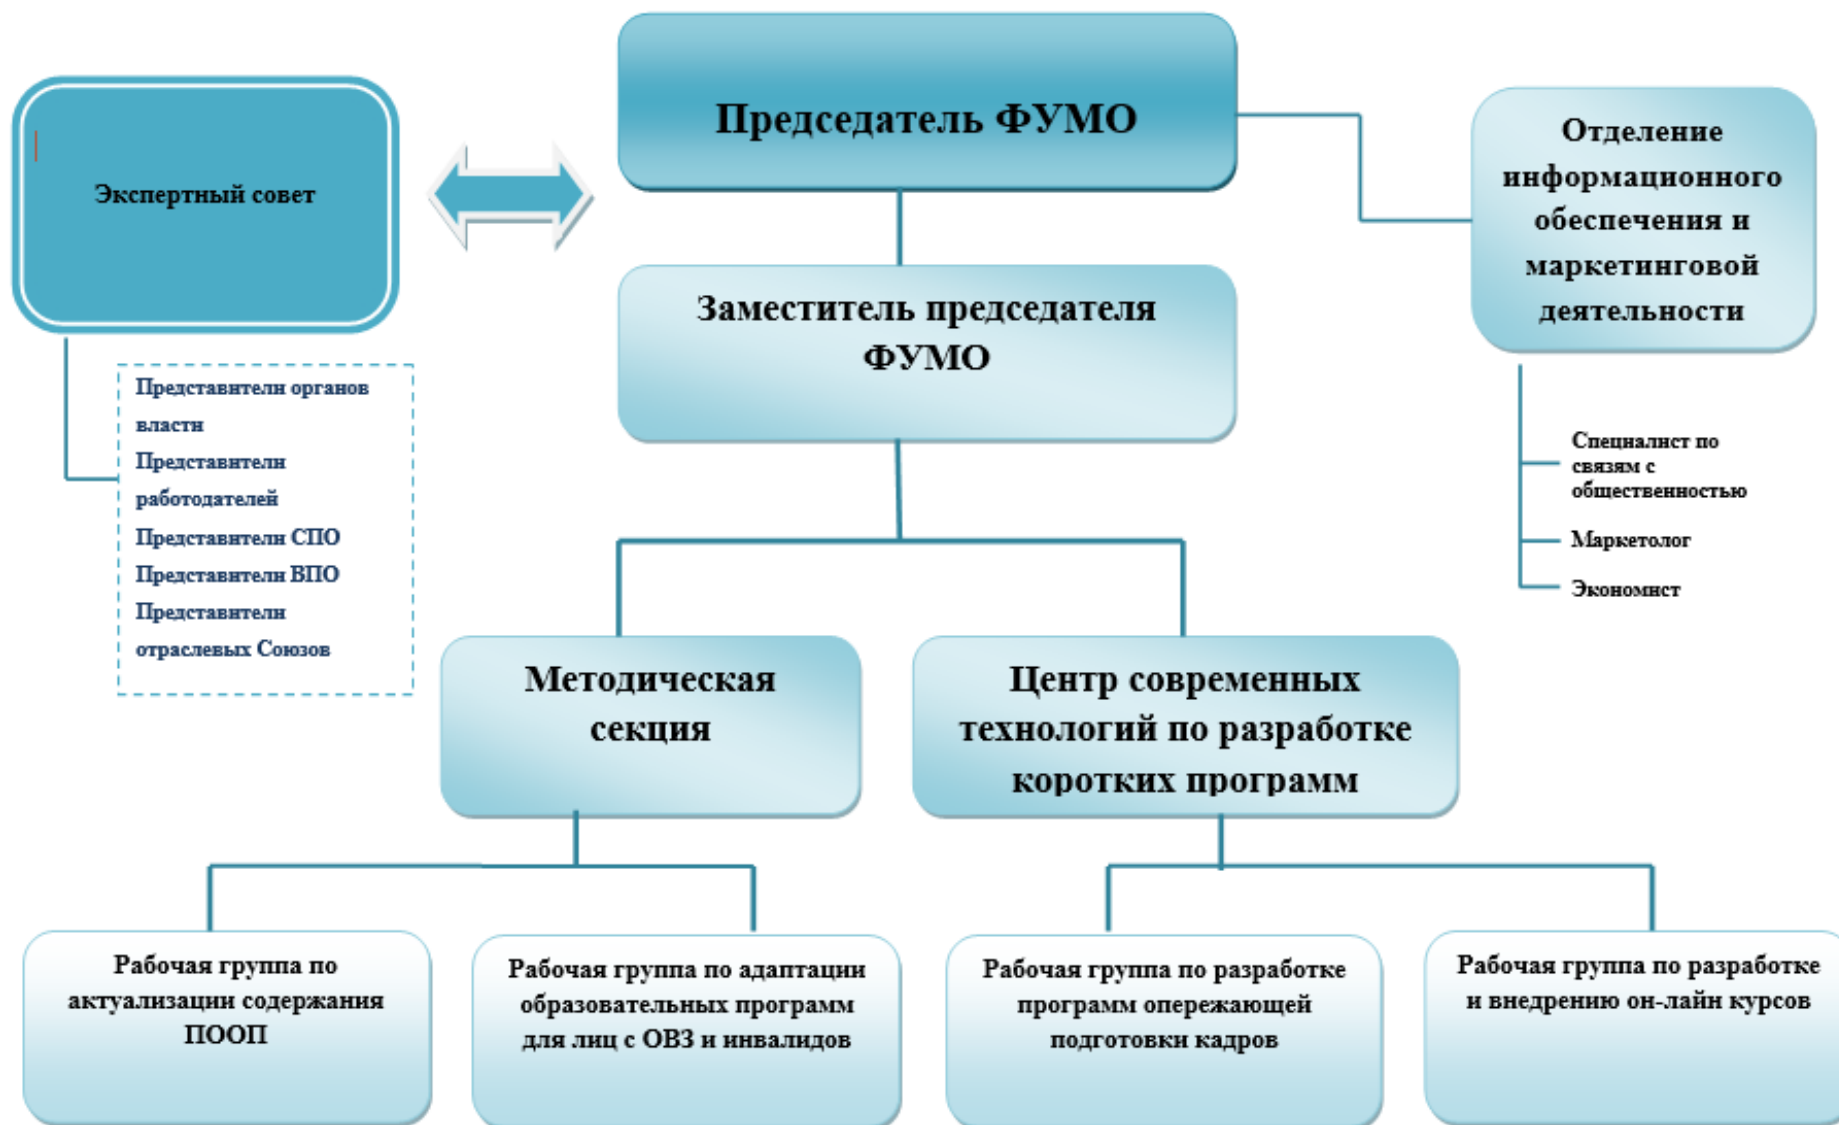 Председатель ФУМО
Экспертный совет
Отделение
информационного
обеспечения и
маркетинговой
деятельности
Заместитель председателя
ФУМО
Представители органов
власти
Представители
работодателей
Представители СПО
Представители ВПО
Представители
отраслевых Союзов
Специалист по
связям с
общественностью
Маркетолог
Экономист
Методическая
секция
Центр современных
технологий по разработке
коротких программ
Рабочая группа по
актуализации содержания
ПООП
Рабочая группа по адаптации
образовательных программ
для лиц с ОВЗ и инвалидов
Рабочая группа по разработке
программ опережающей
подготовки кадров
Рабочая группа по разработке
и внедрению он-лайн курсов